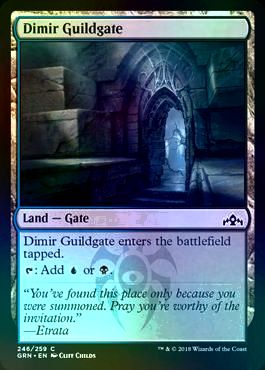 Dimir Guildgate
Land — Gate
Dimir Guildgate enters the battlefield
tapped.
: Add or .
“You’ve found this place only because you
were summoned. Pray you’re worthy of the
invitation.”
—Etrata
246/259 C
GRN • EN Cliff Childs
™ & © 2018 Wizards of the Coast